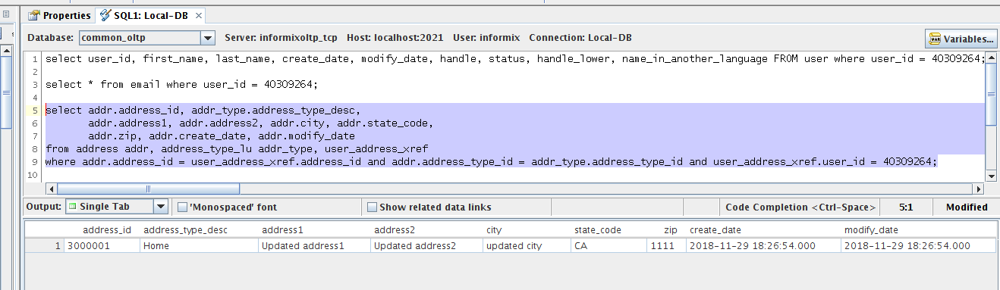 Properties SQL1: Local-DB
Database: common_oltp Server: informixoltp_tcp Host: localhost:2021 User: informix Connection: Local-DB Variables...
1 select user_id, first_name, last_name, create_date, modify_date, handle, status, handle_lower, name_in_another_language FROM user where user_id = 40309264;
2
3 select * from email where user_id = 40309264;
4
5 select addr.address_id, addr_type.address_type_desc,
6 addr.address1, addr.address2, addr.city, addr.state_code,
7 addr.zip, addr.create_date, addr.modify_date
8 from address addr, address_type_lu addr_type, user_address_xref
9 where addr.address_id = user_address_xref.address_id and addr.address_type_id = addr_type.address_type_id and user_address_xref.user_id = 40309264;
10
Output: Single Tab 'Monospaced' font Show related data links Code Completion <Ctrl-Space> 5:1 Modified
address_id address_type_desc address1 address2 city state_code zip create_date modify_date
1 3000001 Home Updated address1 Updated address2 updated city CA 1111 2018-11-29 18:26:54.000 2018-11-29 18:26:54.000